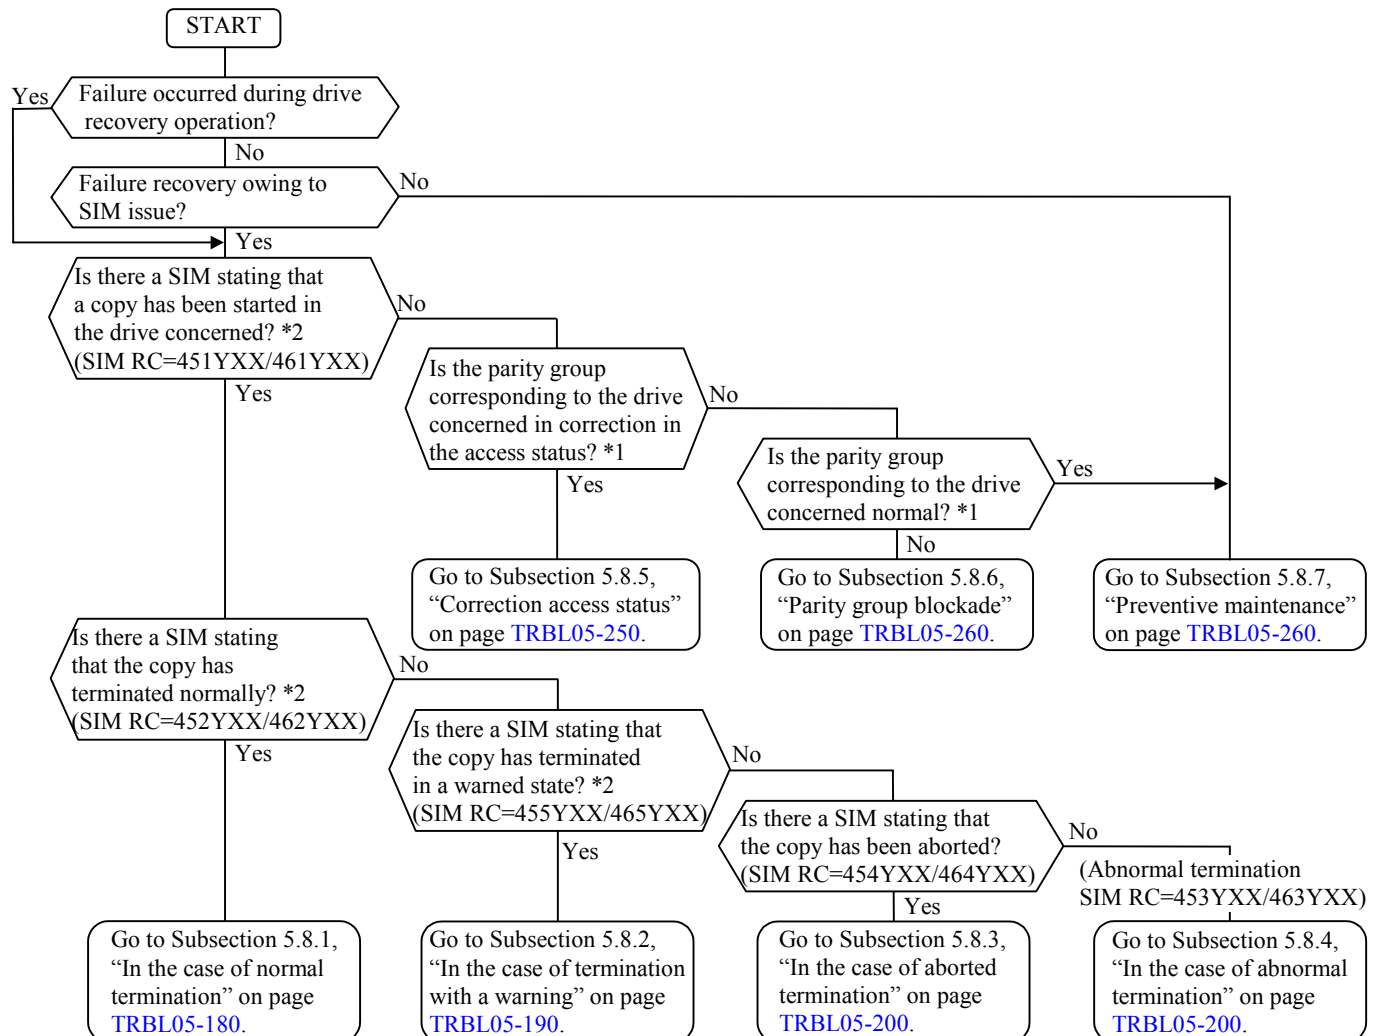 START
Yes
Failure occurred during drive
recovery operation?
No
Failure recovery owing to
SIM issue?
No
Yes
Is there a SIM stating that
a copy has been started in
the drive concerned? *2
(SIM RC=451YXX/461YXX)
No
Yes
Is the parity group
corresponding to the drive
concerned in correction in
the access status? *1
No
Yes
Is the parity group
corresponding to the drive
concerned normal? *1
Yes
No
Go to Subsection 5.8.5,
“Correction access status”
on page TRBL05-250.
Go to Subsection 5.8.6,
“Parity group blockade”
on page TRBL05-260.
Go to Subsection 5.8.7,
“Preventive maintenance”
on page TRBL05-260.
Is there a SIM stating
that the copy has
terminated normally? *2
(SIM RC=452YXX/462YXX)
No
Yes
Is there a SIM stating that
the copy has terminated
in a warned state? *2
(SIM RC=455YXX/465YXX)
No
Yes
Is there a SIM stating that
the copy has been aborted?
(SIM RC=454YXX/464YXX)
No
Yes
(Abnormal termination
SIM RC=453YXX/463YXX)
Go to Subsection 5.8.1,
“In the case of normal
termination” on page
TRBL05-180.
Go to Subsection 5.8.2,
“In the case of termination
with a warning” on page
TRBL05-190.
Go to Subsection 5.8.3,
“In the case of aborted
termination” on page
TRBL05-200.
Go to Subsection 5.8.4,
“In the case of abnormal
termination” on page
TRBL05-200.